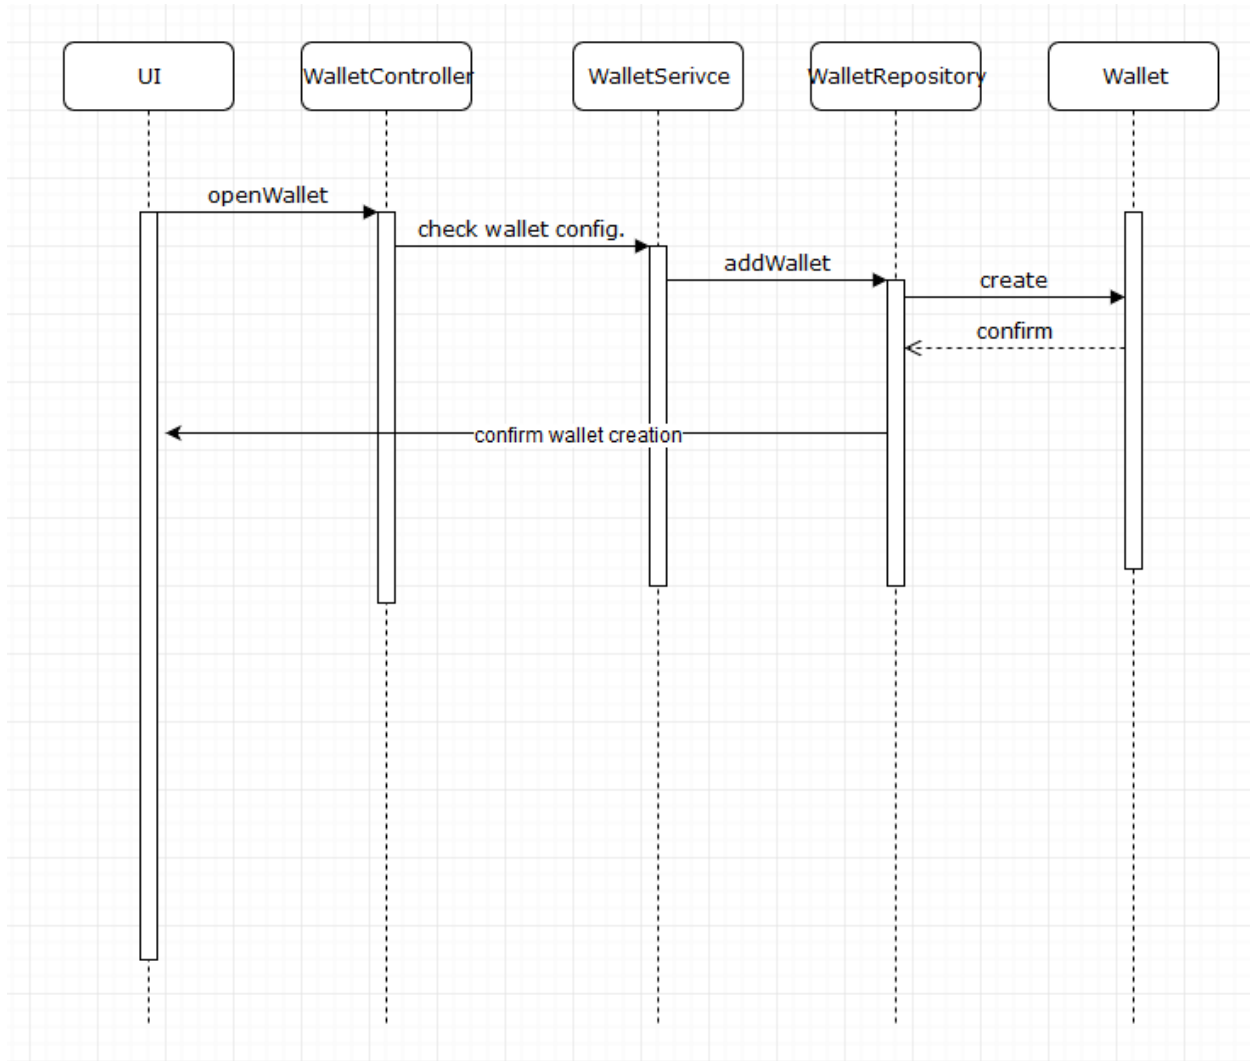 UI
WalletController
WalletSerivce
WalletRepository
Wallet
openWallet
check wallet config.
addWallet
create
confirm
confirm wallet creation